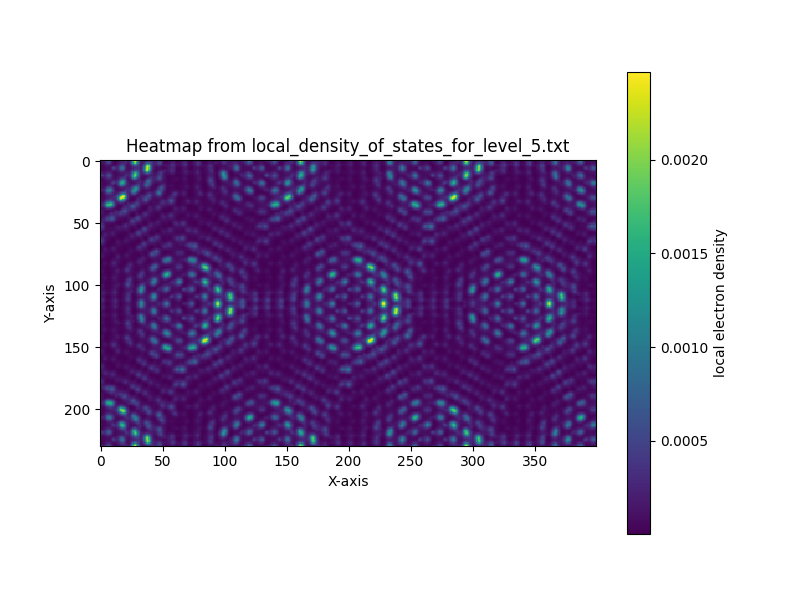 Heatmap from local_density_of_states_for_level_5.txt
0
50
100
150
200
Y-axis
0 50 100 150 200 250 300 350
X-axis
0.0020
0.0015
0.0010
0.0005
local electron density